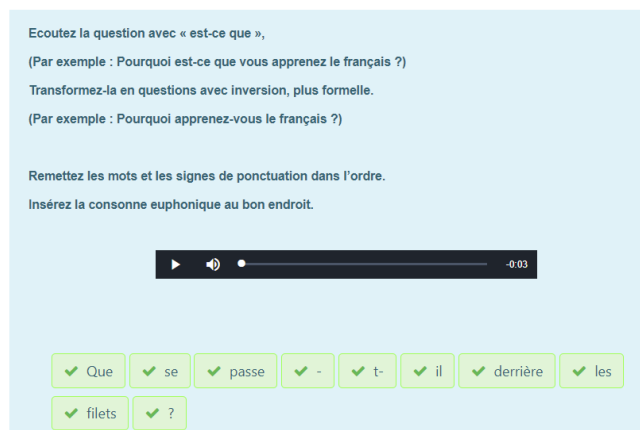 Ecoutez la question avec « est-ce que »,
(Par exemple : Pourquoi est-ce que vous apprenez le français ?)
Transformez-la en questions avec inversion, plus formelle.
(Par exemple : Pourquoi apprenez-vous le français ?)
Remettez les mots et les signes de ponctuation dans l'ordre.
Insérez la consonne euphonique au bon endroit.
-0:03
Que se passe - t- il derrière les
filets ?